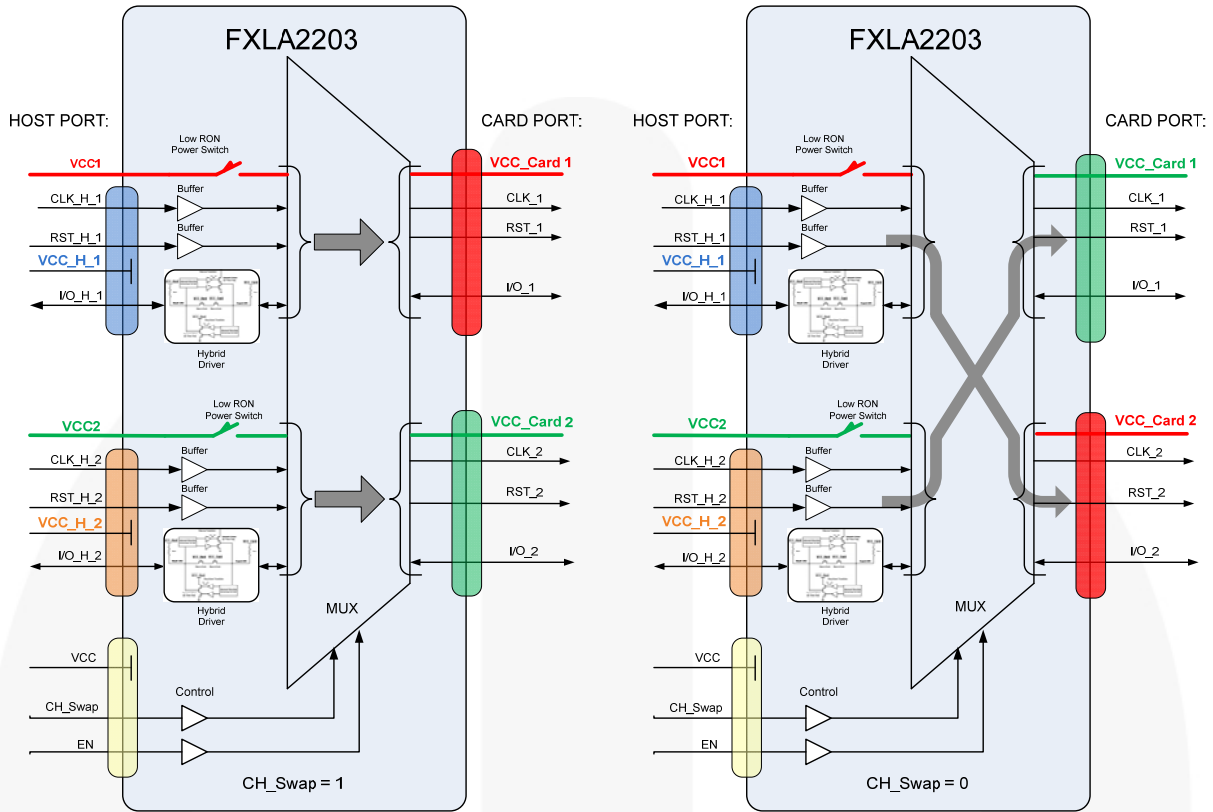 FXLA2203
HOST PORT:
CARD PORT:
Low RON
Power Switch
VCC1
VCC_Card 1
CLK_H_1
Buffer
CLK_1
RST_H_1
Buffer
RST_1
VCC_H_1
I/O_H_1
I/O_1
Hybrid
Driver
Low RON
Power Switch
VCC2
VCC_Card 2
CLK_H_2
Buffer
CLK_2
RST_H_2
Buffer
RST_2
VCC_H_2
I/O_H_2
I/O_2
Hybrid
Driver
MUX
VCC
Control
CH_Swap
EN
CH_Swap = 1
FXLA2203
HOST PORT:
CARD PORT:
Low RON
Power Switch
VCC1
VCC_Card 1
CLK_H_1
Buffer
CLK_1
RST_H_1
Buffer
RST_1
VCC_H_1
I/O_H_1
I/O_1
Hybrid
Driver
Low RON
Power Switch
VCC2
VCC_Card 2
CLK_H_2
Buffer
CLK_2
RST_H_2
Buffer
RST_2
VCC_H_2
I/O_H_2
I/O_2
Hybrid
Driver
MUX
VCC
Control
CH_Swap
EN
CH_Swap = 0